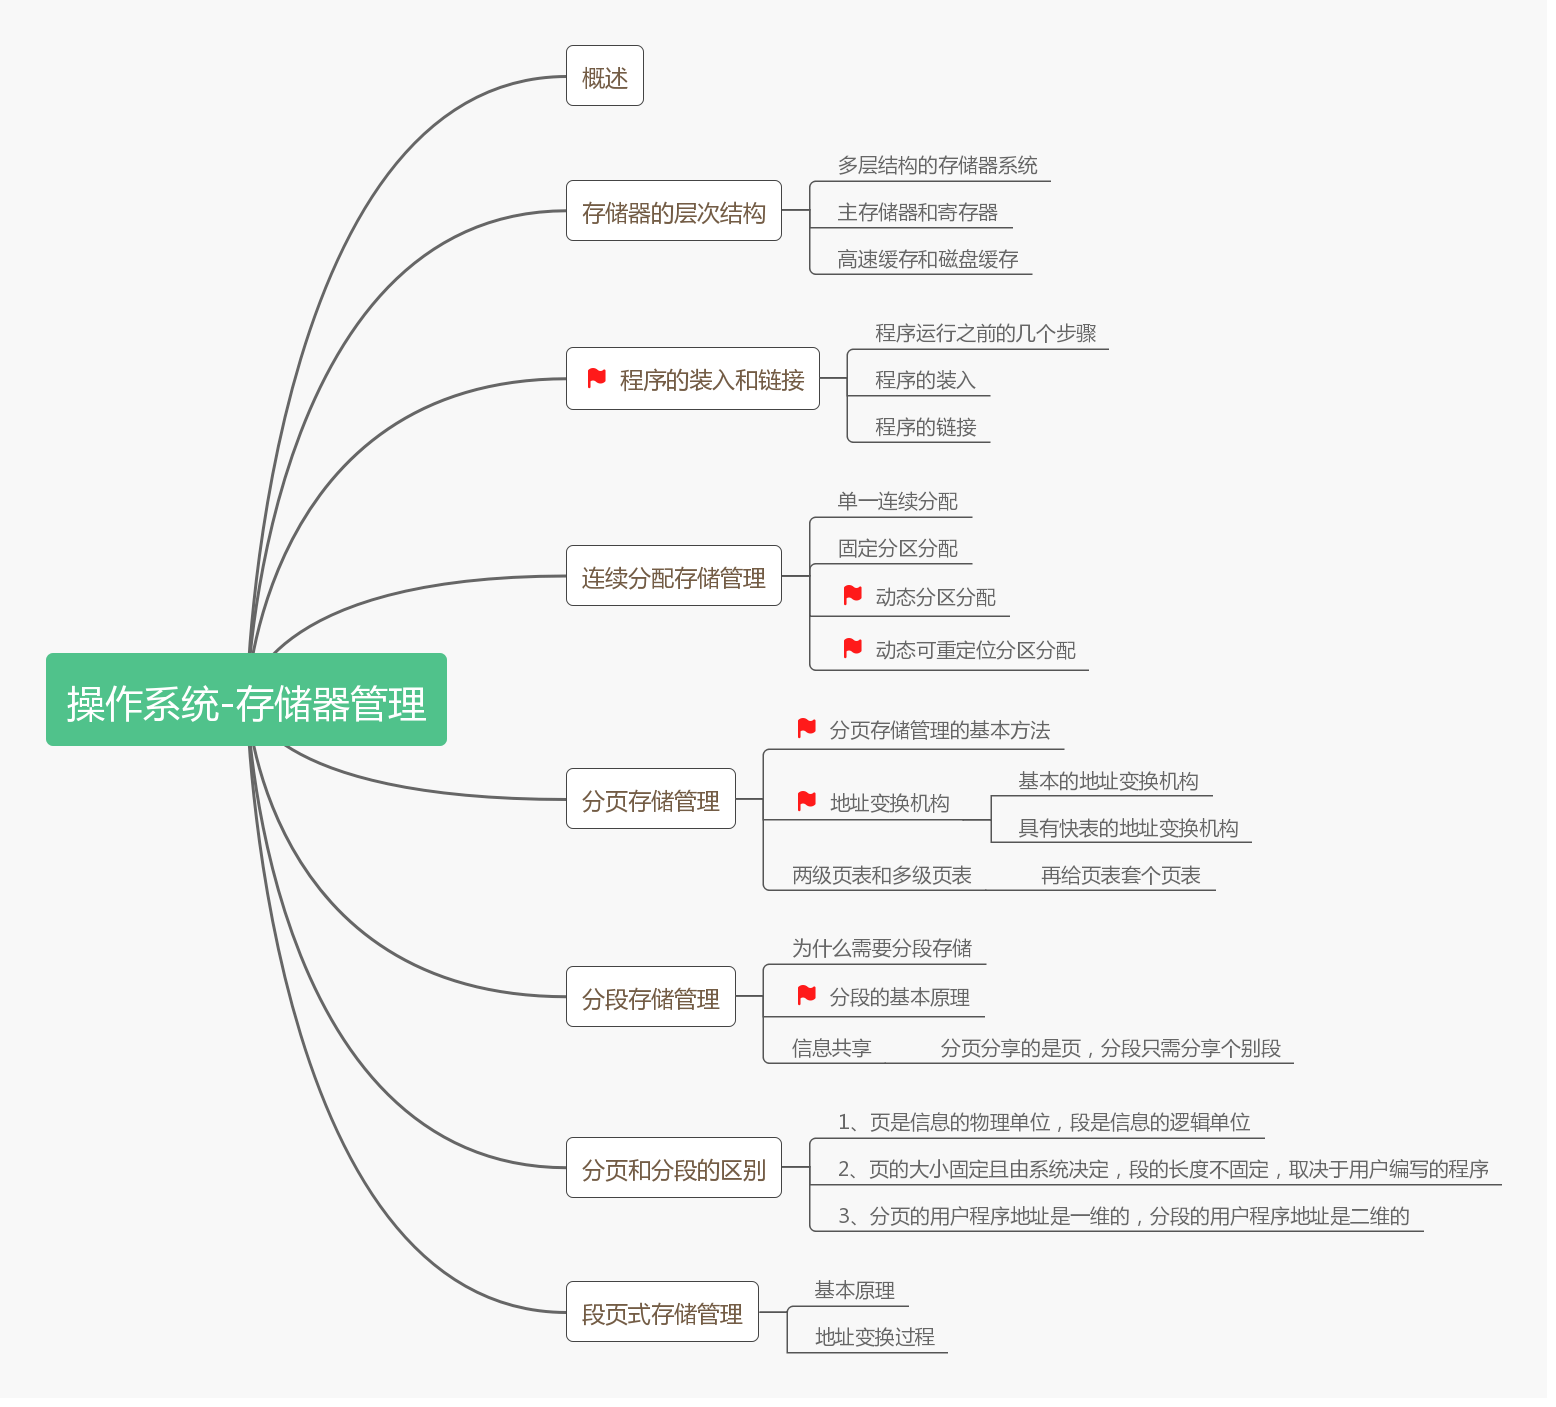 概述
多层结构的存储器系统
存储器的层次结构
主存储器和寄存器
高速缓存和磁盘缓存
程序运行之前的几个步骤
程序的装入和链接
程序的装入
程序的链接
单一连续分配
固定分区分配
连续分配存储管理
动态分区分配
动态可重定位分区分配
操作系统-存储器管理
分页存储管理的基本方法
分页存储管理
地址变换机构
基本的地址变换机构
具有快表的地址变换机构
两级页表和多级页表
再给页表套个页表
为什么需要分段存储
分段存储管理
分段的基本原理
信息共享
分页分享的是页，分段只需分享个别段
1、页是信息的物理单位，段是信息的逻辑单位
分页和分段的区别
2、页的大小固定且由系统决定，段的长度不固定，取决于用户编写的程序
3、分页的用户程序地址是一维的，分段的用户程序地址是二维的
基本原理
段页式存储管理
地址变换过程